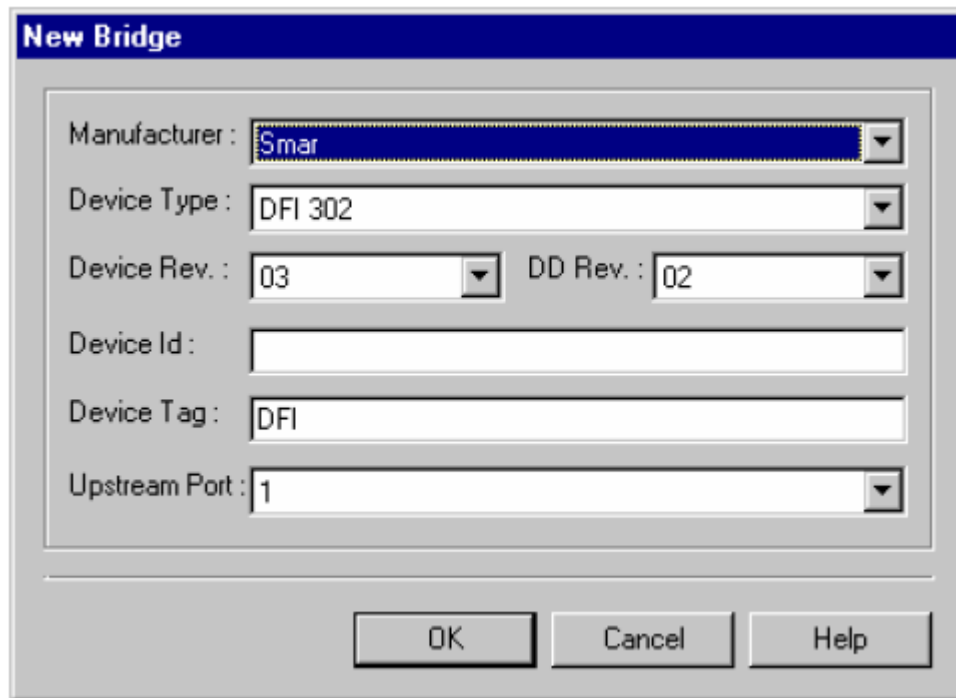 New Bridge
Manufacturer : Smar
Device Type : DFI 302
Device Rev. : 03 DD Rev. : 02
Device Id :
Device Tag : DFI
Upstream Port : 1
OK Cancel Help